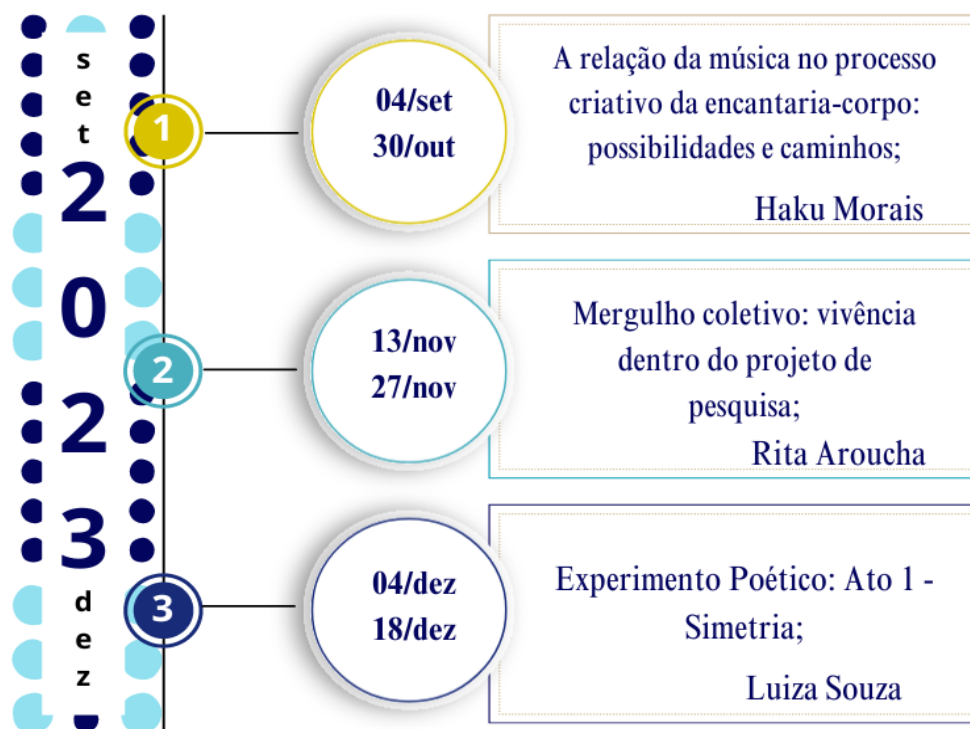 set
2
0
2
3
dez
1
04/set
30/out
A relação da música no processo
criativo da encantaria-corpo:
possibilidades e caminhos;
Haku Morais
2
13/nov
27/nov
Mergulho coletivo: vivência
dentro do projeto de
pesquisa;
Rita Aroucha
3
04/dez
18/dez
Experimento Poético: Ato 1 -
Simetria;
Luiza Souza